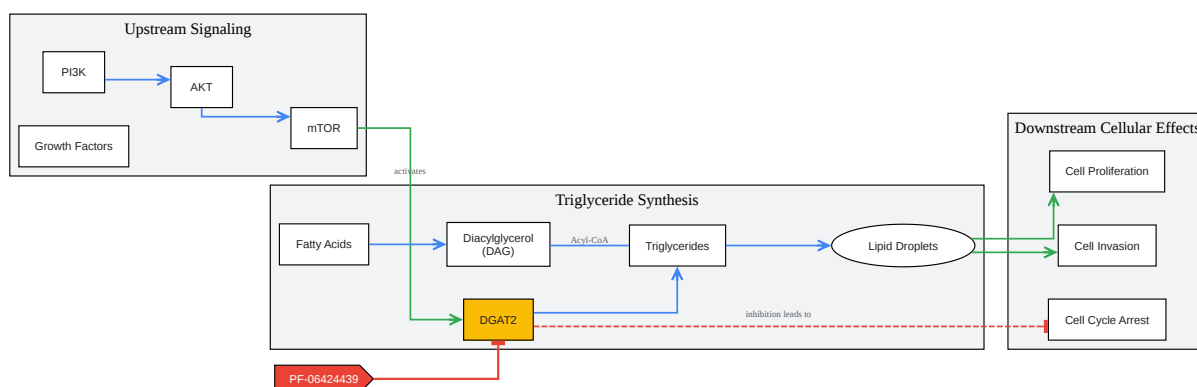 Upstream Signaling
PI3K
AKT
mTOR
Growth Factors
activates
Triglyceride Synthesis
Fatty Acids
Diacylglycerol
(DAG)
Acyl-CoA
Triglycerides
Lipid Droplets
DGAT2
inhibition leads to
PF-06424439
Downstream Cellular Effects
Cell Proliferation
Cell Invasion
Cell Cycle Arrest